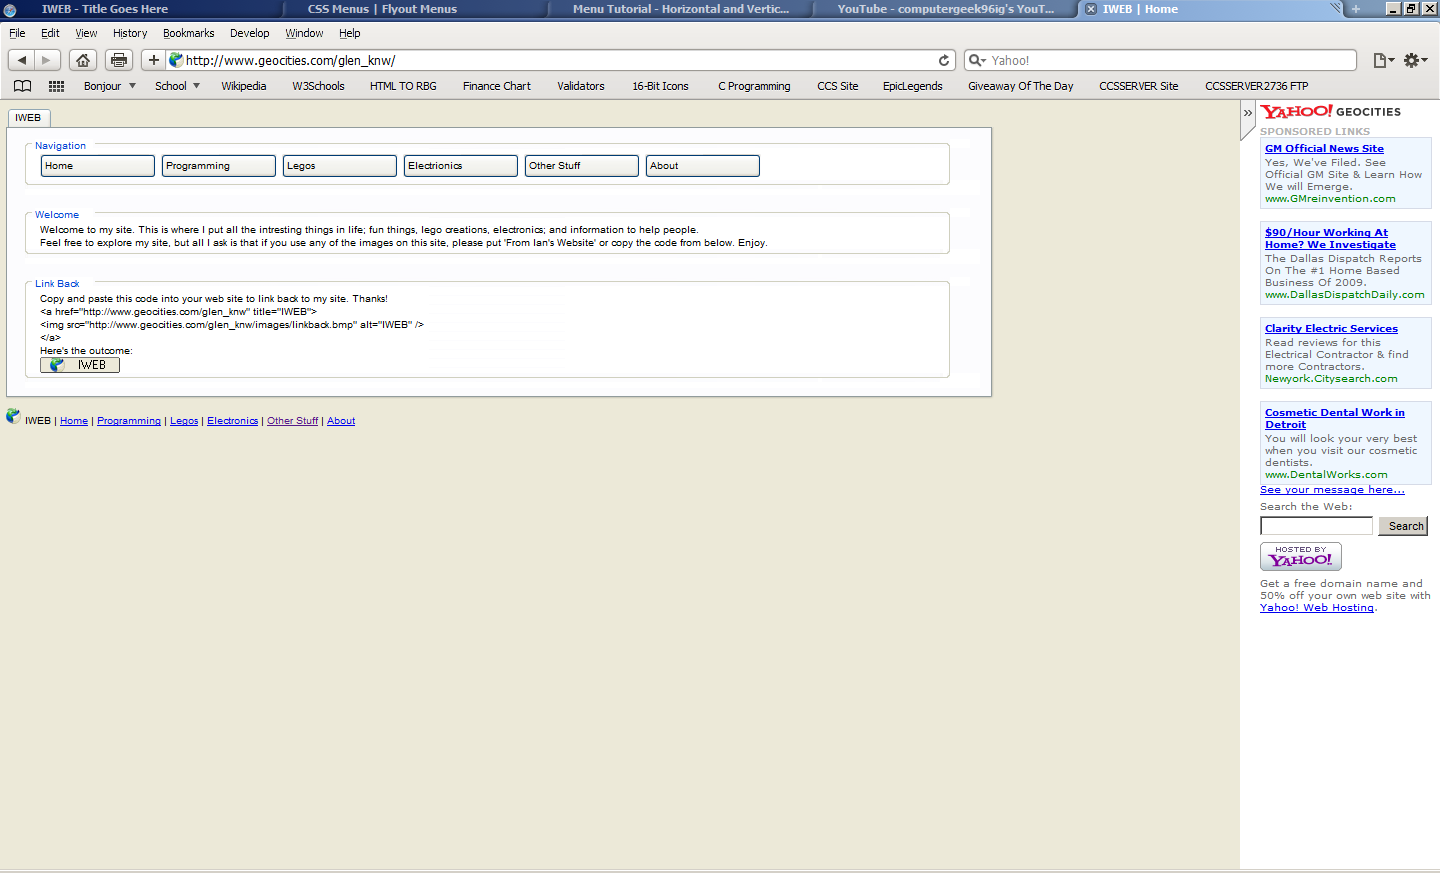 IWEB - Title Goes Here
CSS Menus | Flyout Menus
Menu Tutorial - Horizontal and Vertic...
YouTube - computergeek96ig's YouT...
IWEB | Home
File Edit View History Bookmarks Develop Window Help
http://www.geocities.com/glen_knw/
Yahoo!
Bonjour School Wikipedia W3Schools HTML TO RBG Finance Chart Validators 16-Bit Icons C Programming CCS Site EpicLegends Giveaway Of The Day CCSSERVER Site CCSSERVER2736 FTP
IWEB
Navigation
Home Programming Legos Electrionics Other Stuff About
Welcome
Welcome to my site. This is where I put all the intresting things in life; fun things, lego creations, electronics; and information to help people.
Feel free to explore my site, but all I ask is that if you use any of the images on this site, please put 'From Ian's Website' or copy the code from below. Enjoy.
Link Back
Copy and paste this code into your web site to link back to my site. Thanks!
<a href="http://www.geocities.com/glen_knw" title="IWEB">
<img src="http://www.geocities.com/glen_knw/images/linkback.bmp" alt="IWEB" />
</a>
Here's the outcome:
IWEB
IWEB | Home | Programming | Legos | Electronics | Other Stuff | About
»
YAHOO! GEOCITIES
SPONSORED LINKS
GM Official News Site
Yes, We've Filed. See
Official GM Site & Learn How
We will Emerge.
www.GMreinvention.com
$90/Hour Working At
Home? We Investigate
The Dallas Dispatch Reports
On The #1 Home Based
Business Of 2009.
www.DallasDispatchDaily.com
Clarity Electric Services
Read reviews for this
Electrical Contractor & find
more Contractors.
Newyork.Citysearch.com
Cosmetic Dental Work in
Detroit
You will look your very best
when you visit our cosmetic
dentists.
www.DentalWorks.com
See your message here...
Search the Web:
Search
HOSTED BY
YAHOO!
Get a free domain name and
50% off your own web site with
Yahoo! Web Hosting.